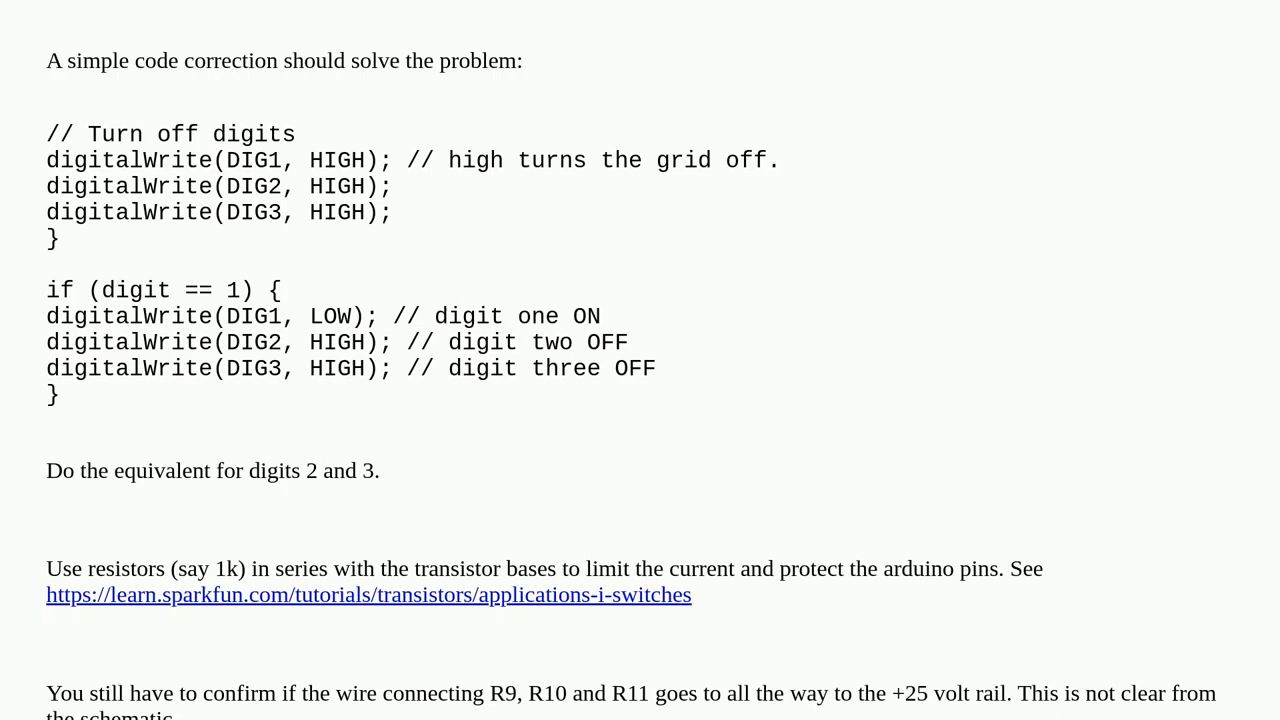 A simple code correction should solve the problem:
// Turn off digits
digitalWrite(DIG1, HIGH); // high turns the grid off.
digitalWrite(DIG2, HIGH);
digitalWrite(DIG3, HIGH);
}
if (digit == 1) {
digitalWrite(DIG1, LOW); // digit one ON
digitalWrite(DIG2, HIGH); // digit two OFF
digitalWrite(DIG3, HIGH); // digit three OFF
}
Do the equivalent for digits 2 and 3.
Use resistors (say 1k) in series with the transistor bases to limit the current and protect the arduino pins. See
https://learn.sparkfun.com/tutorials/transistors/applications-i-switches
You still have to confirm if the wire connecting R9, R10 and R11 goes to all the way to the +25 volt rail. This is not clear from
the schematic